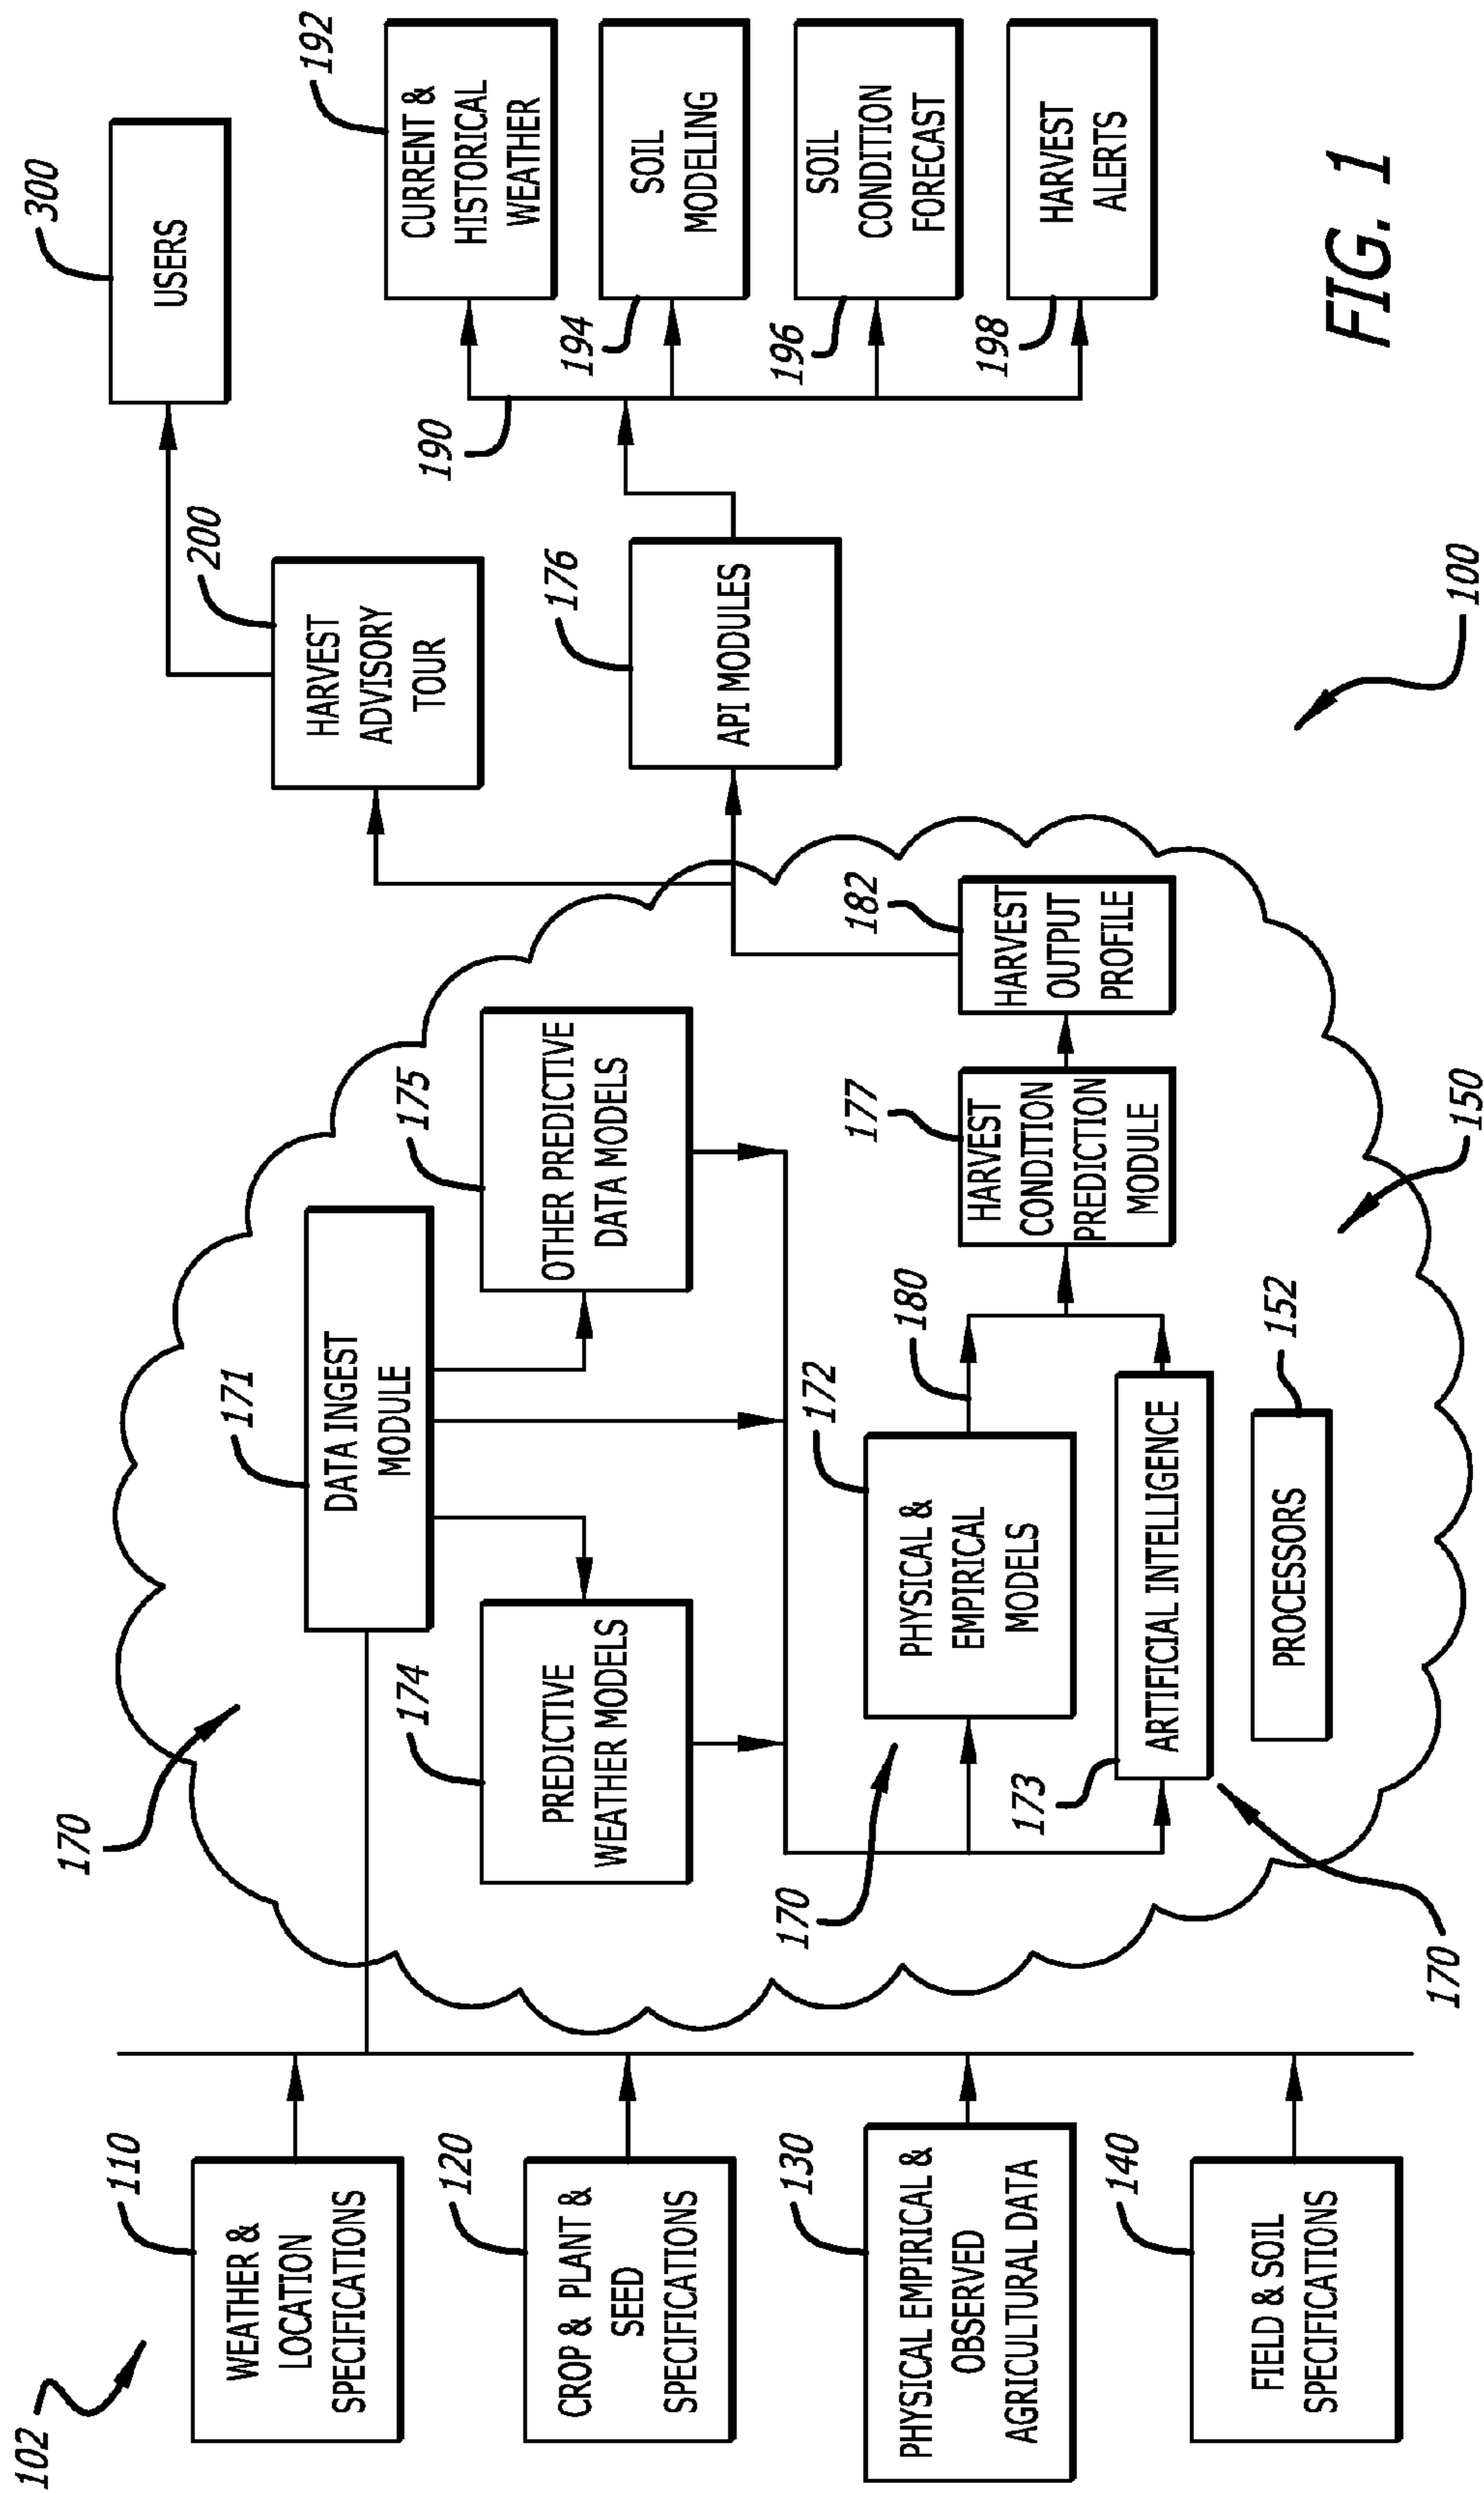 102
110
WEATHER &
LOCATION
SPECIFICATIONS
120
CROP & PLANT &
SEED
SPECIFICATIONS
130
PHYSICAL EMPIRICAL &
OBSERVED
AGRICULTURAL DATA
140
FIELD & SOIL
SPECIFICATIONS
170
171
DATA INGEST
MODULE
174
PREDICTIVE
WEATHER MODELS
175
OTHER PREDICTIVE
DATA MODELS
170
172
PHYSICAL &
EMPIRICAL
MODELS
180
173
ARTIFICIAL INTELLIGENCE
170
152
PROCESSORS
177
HARVEST
CONDITION
PREDICTION
MODULE
182
HARVEST
OUTPUT
PROFILE
150
200
HARVEST
ADVISORY
TOUR
300
USERS
176
API MODULES
190
192
CURRENT &
HISTORICAL
WEATHER
194
SOIL
MODELING
196
SOIL
CONDITION
FORECAST
198
HARVEST
ALERTS
100
FIG. 1